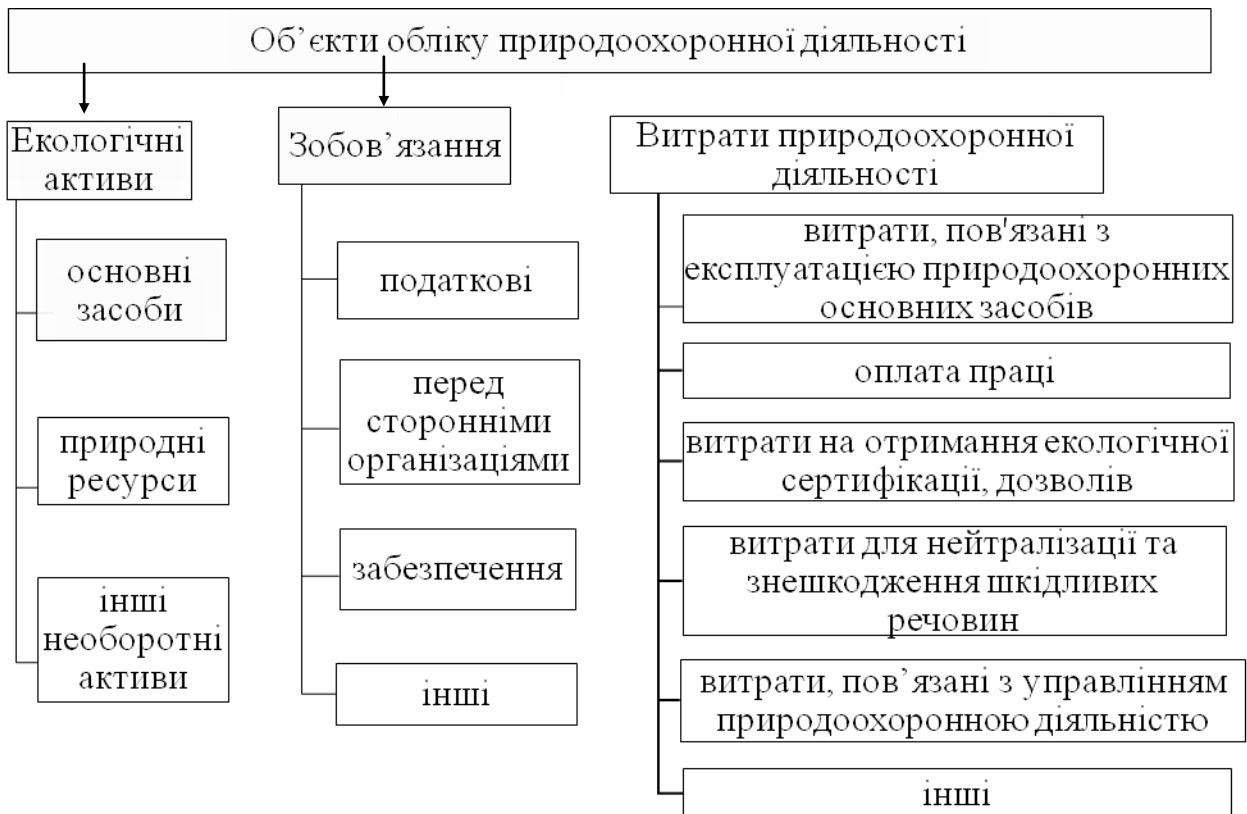 Об’єкти обліку природоохоронної діяльності
Екологічні
активи
основні
засоби
природні
ресурси
інші
необоротні
активи
Зобов’язання
податкові
перед
сторонніми
організаціями
забезпечення
інші
Витрати природоохоронної
діяльності
витрати, пов'язані з
експлуатацією природоохоронних
основних засобів
оплата праці
витрати на отримання екологічної
сертифікації, дозволів
витрати для нейтралізації та
знешкодження шкідливих
речовин
витрати, пов’язані з управлінням
природоохоронною діяльністю
інші